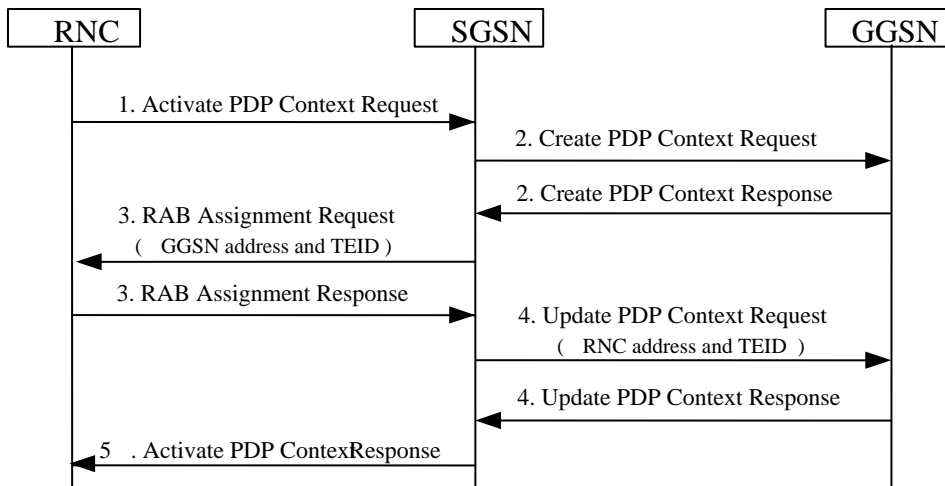 RNC
SGSN
GGSN
1. Activate PDP Context Request
2. Create PDP Context Request
2. Create PDP Context Response
3. RAB Assignment Request
( GGSN address and TEID )
3. RAB Assignment Response
4. Update PDP Context Request
( RNC address and TEID )
4. Update PDP Context Response
5 . Activate PDP Context Response